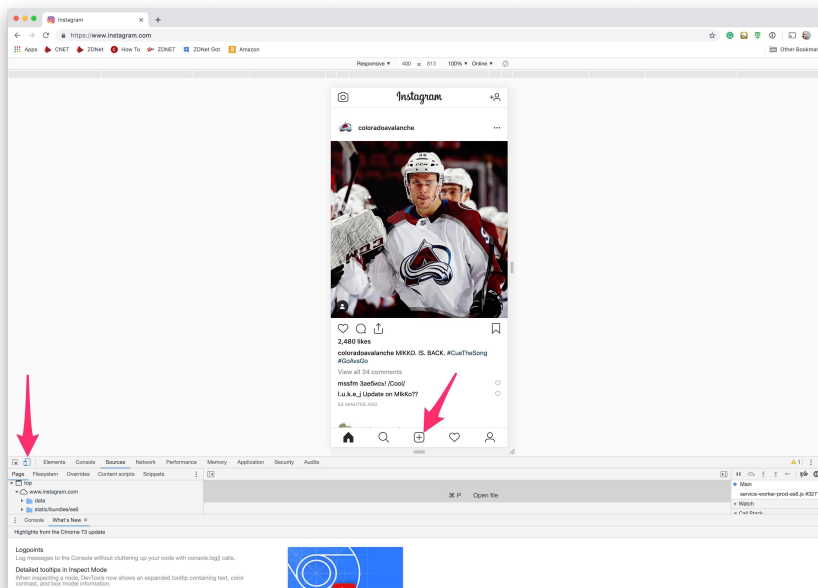 Instagram
https://www.instagram.com
Apps CNET ZDNet How To ZDNET ZDNet Got Amazon Other Bookmar
Responsive ▼ 400 × 813 100% ▼ Online ▼
Instagram
coloradoavalanche
2,480 likes
coloradoavalanche MIKKO. IS. BACK. #CueTheSong
#GoAvsGo
View all 34 comments
mssfm Заебись! /Cool/
l.u.k.e_j Update on MIkKo??
Elements Console Sources Network Performance Memory Application Security Audits 1
Page Filesystem Overrides Content scripts Snippets
top
www.instagram.com
data
static/bundles/es6
⌘ P Open file
Main
service-worker-prod-es6.js #327
Watch
Call Stack
Console What's New ×
Highlights from the Chrome 73 update
Logpoints
Log messages to the Console without cluttering up your code with console.log() calls.
Detailed tooltips in Inspect Mode
When inspecting a node, DevTools now shows an expanded tooltip containing text, color
contrast, and box model information.